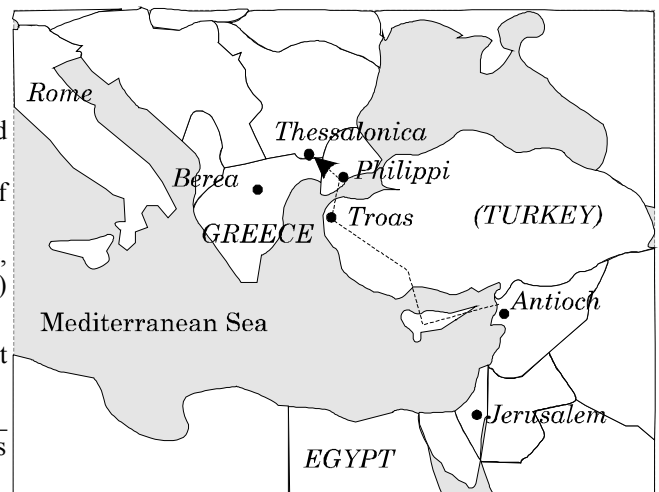 Rome
Thessalonica
Berea
Philippi
GREECE
Troas
(TURKEY)
Antioch
Mediterranean Sea
Jerusalem
EGYPT
d
f
,
)
t
s